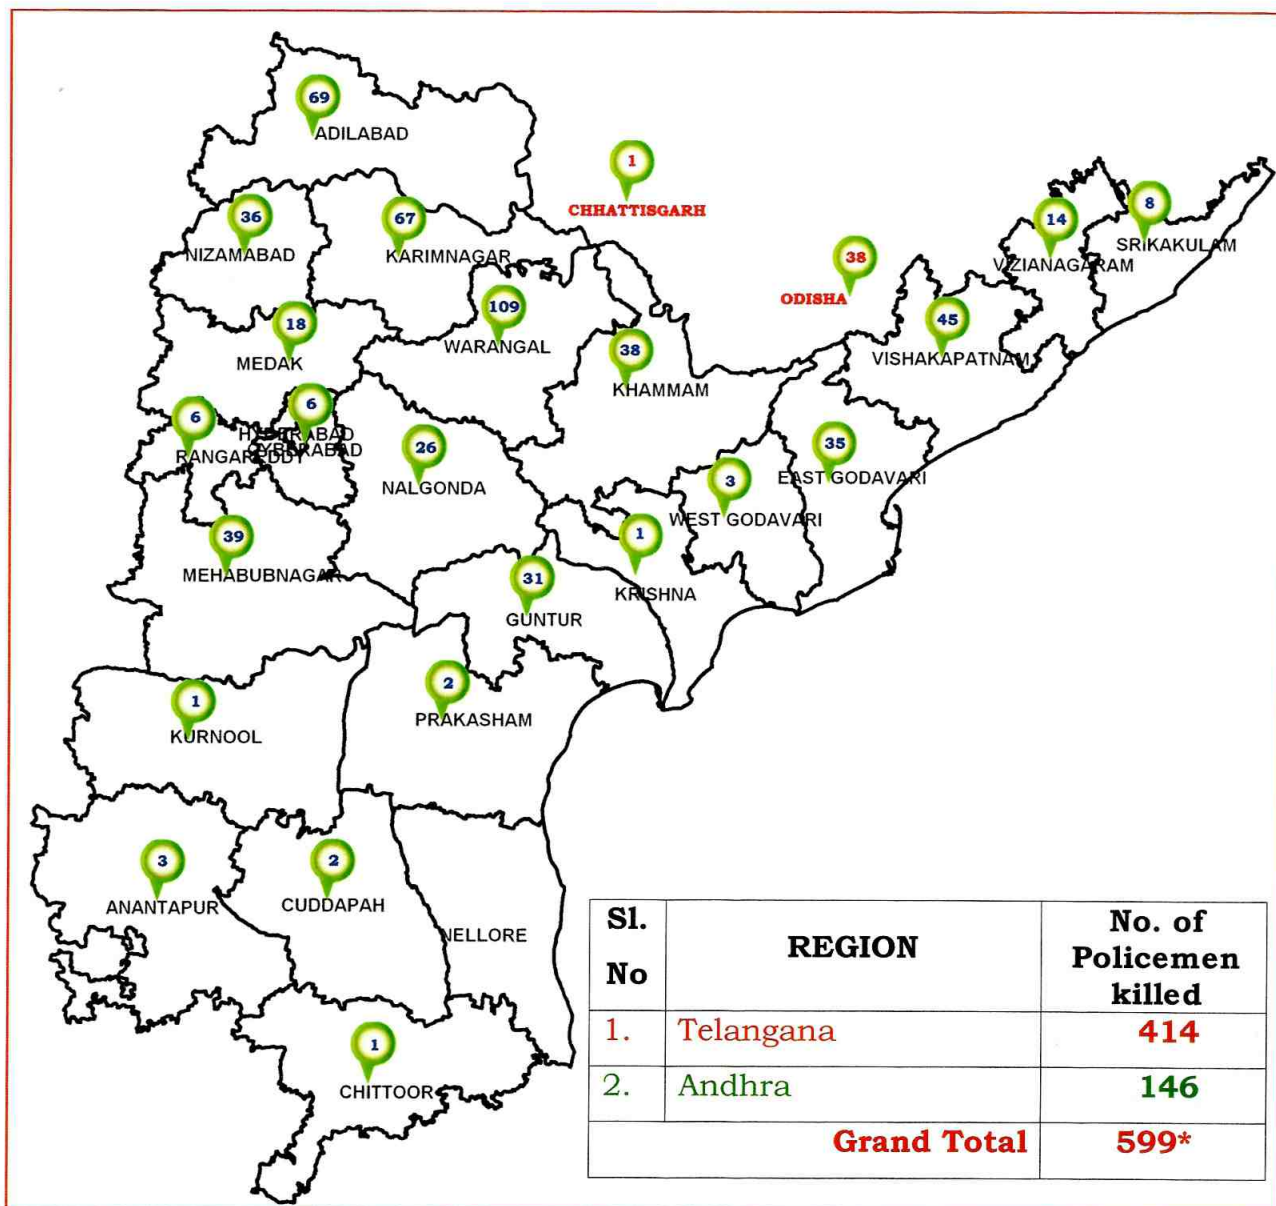 69
ADILABAD
1
CHHATTISGARH
36
NIZAMABAD
67
KARIMNAGAR
14
VIZIANAGARAM
8
SRIKAKULAM
38
ODISHA
18
MEDAK
109
WARANGAL
38
KHAMMAM
45
VISHAKAPATNAM
6
RANGAREDDY
6
HYDERABAD
CYBERABAD
26
NALGONDA
3
WEST GODAVARI
35
EAST GODAVARI
39
MEHABUBNAGAR
31
GUNTUR
1
KRISHNA
1
KURNOOL
2
PRAKASHAM
3
ANANTAPUR
2
CUDDAPAH
NELLORE
1
CHITTOOR
Sl. No REGION No. of Policemen killed
1. Telangana 414
2. Andhra 146
Grand Total 599*